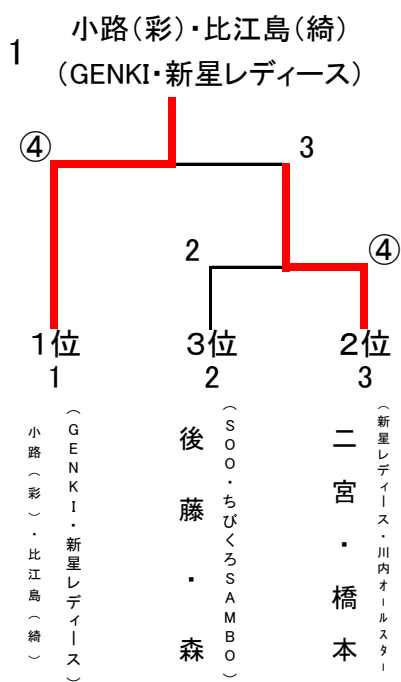 1
小路（彩）・比江島（綺）
（GENKI・新星レディース）
④
3
2
④
1位
3位
2位
1
2
3
小路（彩）・比江島（綺）
（GENKI・新星レディース）
後藤・森
（SOO・ちびくろSAMBO）
二宮・橋本
（新星レディース・川内オールスター